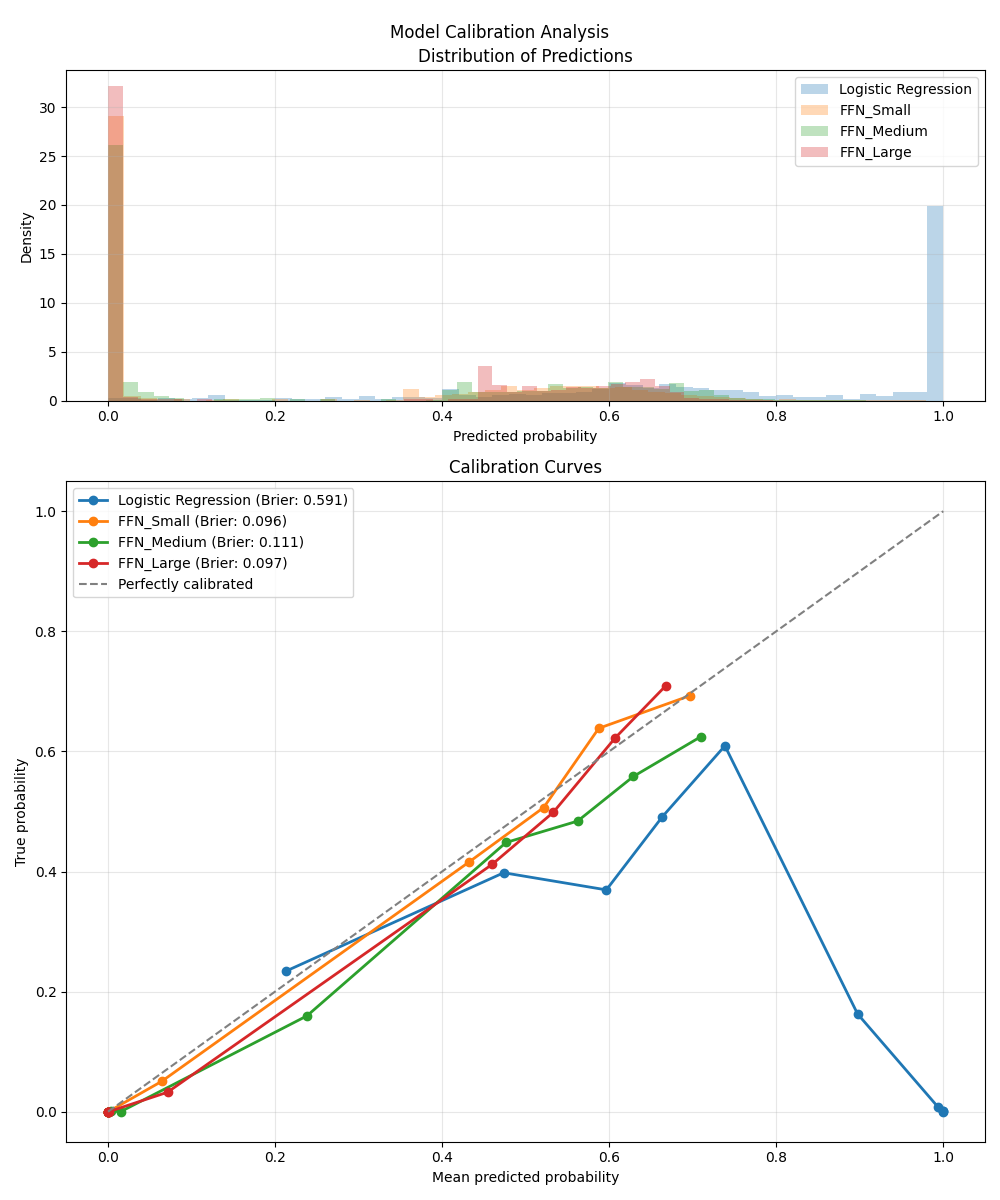 Model Calibration Analysis
Distribution of Predictions
30
25
20
15
10
5
0
Density
Logistic Regression
FFN_Small
FFN_Medium
FFN_Large
0.0 0.2 0.4 0.6 0.8 1.0
Predicted probability
Calibration Curves
1.0
0.8
0.6
0.4
0.2
0.0
True probability
Logistic Regression (Brier: 0.591)
FFN_Small (Brier: 0.096)
FFN_Medium (Brier: 0.111)
FFN_Large (Brier: 0.097)
Perfectly calibrated
0.0 0.2 0.4 0.6 0.8 1.0
Mean predicted probability